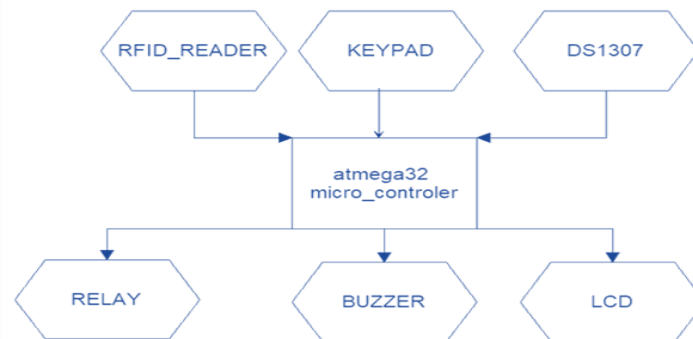 RFID_READER
KEYPAD
DS1307
atmega32
micro_controler
RELAY
BUZZER
LCD